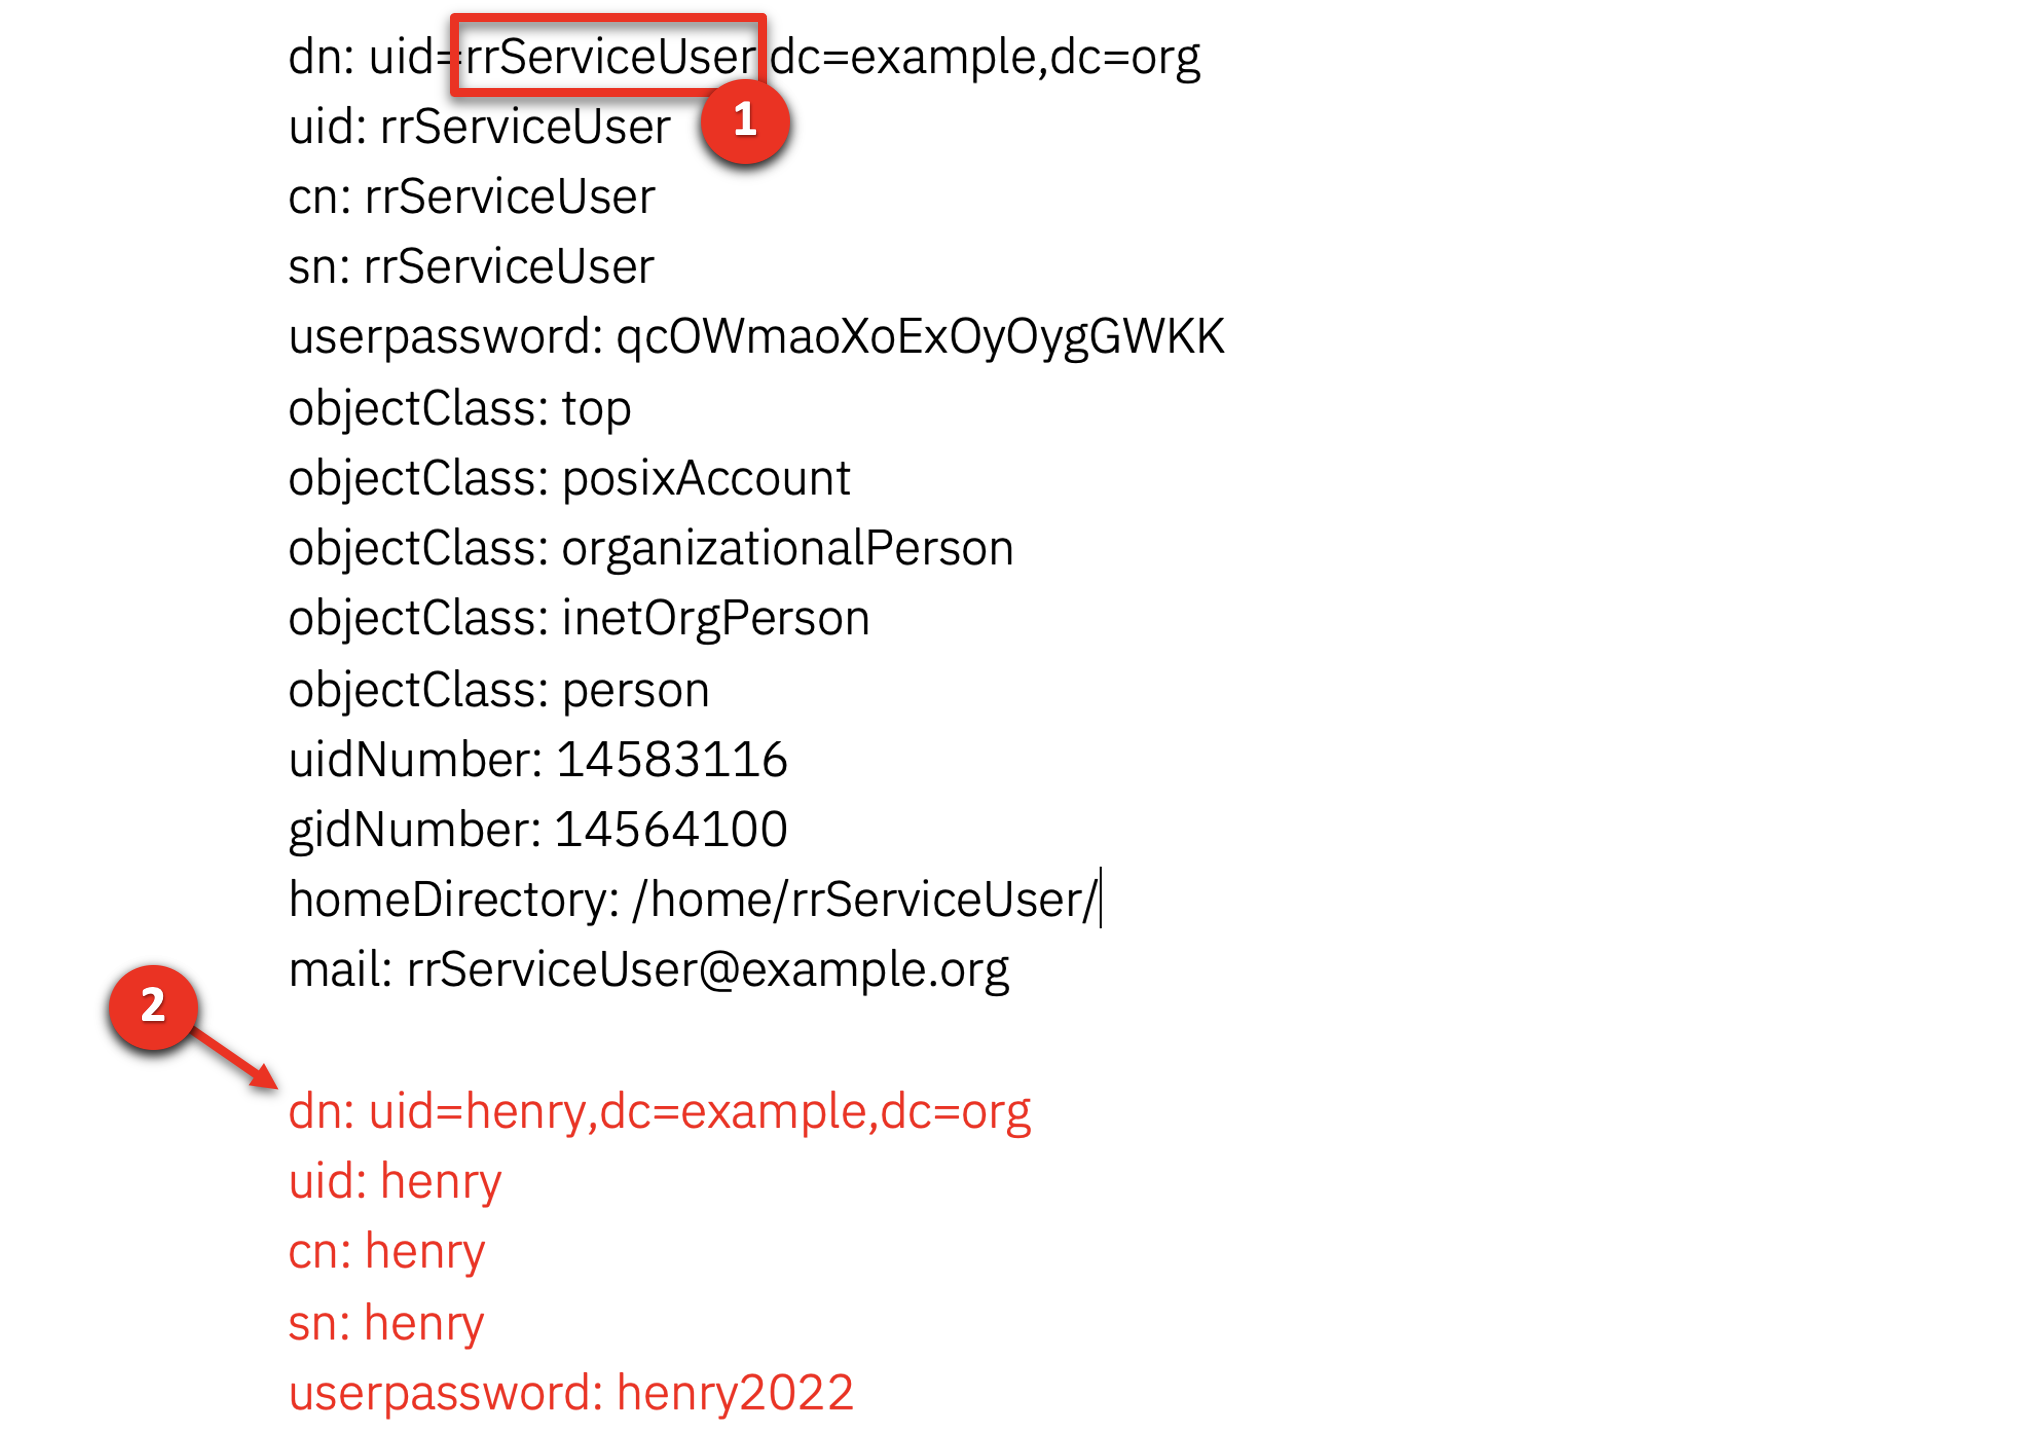 dn: uid=rrServiceUser,dc=example,dc=org
1
uid: rrServiceUser
cn: rrServiceUser
sn: rrServiceUser
userpassword: qcOWmaoXoExOyOygGWKK
objectClass: top
objectClass: posixAccount
objectClass: organizationalPerson
objectClass: inetOrgPerson
objectClass: person
uidNumber: 14583116
gidNumber: 14564100
homeDirectory: /home/rrServiceUser/
mail: rrServiceUser@example.org
2
dn: uid=henry,dc=example,dc=org
uid: henry
cn: henry
sn: henry
userpassword: henry2022